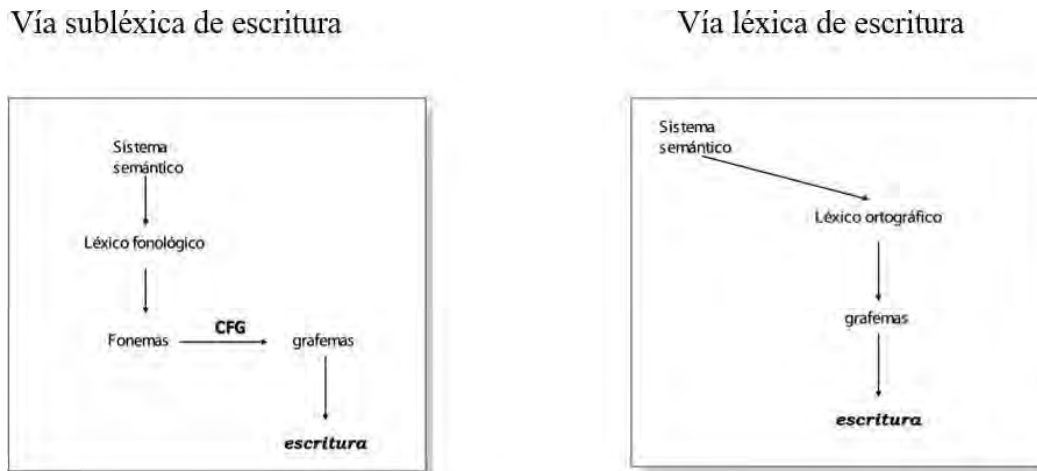 Vía subléxica de escritura
Vía léxica de escritura
Sistema
semántico
Léxico fonológico
Fonemas
CFG
grafemas
escritura
Sistema
semántico
Léxico ortográfico
grafemas
escritura